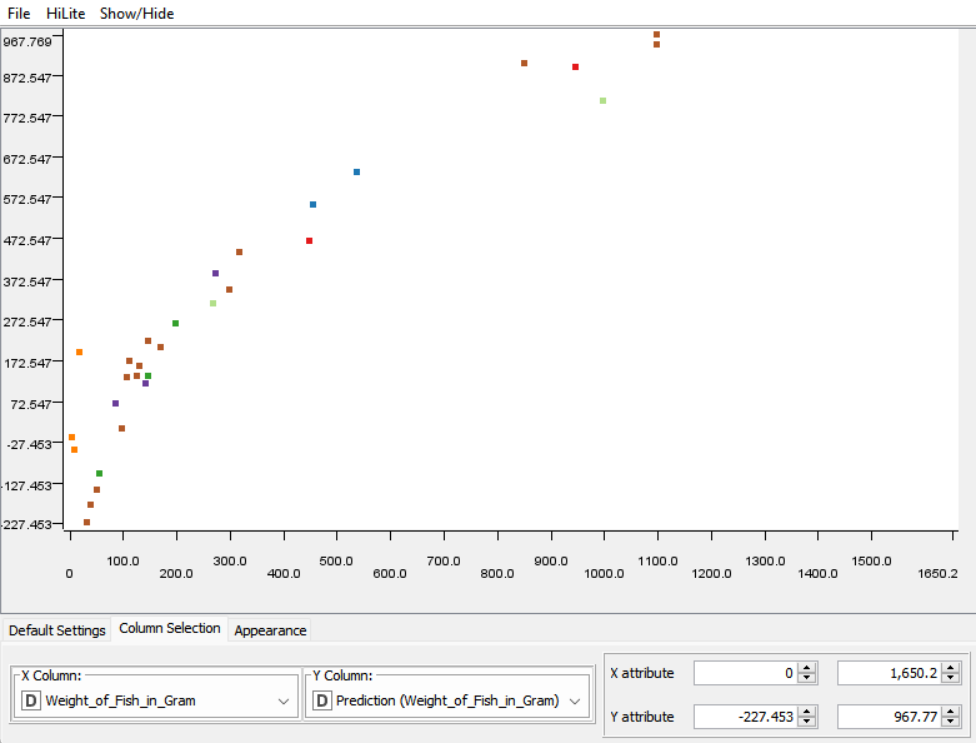 File HiLite Show/Hide
967.769
872.547
772.547
672.547
572.547
472.547
372.547
272.547
172.547
72.547
-27.453
-127.453
-227.453
100.0 300.0 500.0 700.0 900.0 1100.0 1300.0 1500.0
0 200.0 400.0 600.0 800.0 1000.0 1200.0 1400.0 1650.2
Default Settings Column Selection Appearance
X Column: Y Column:
D Weight_of_Fish_in_Gram D Prediction (Weight_of_Fish_in_Gram)
X attribute 0 1,650.2
Y attribute -227.453 967.77